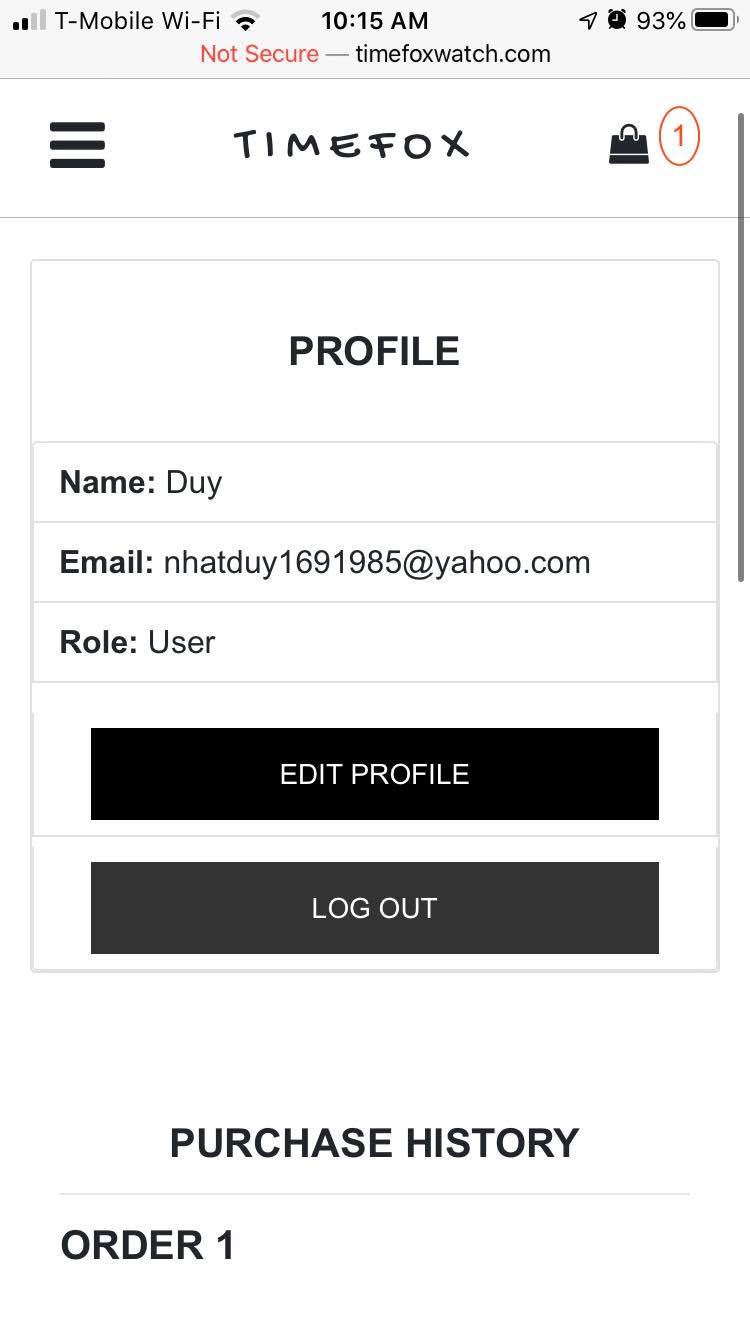 T-Mobile Wi-Fi 10:15 AM 93%
Not Secure — timefoxwatch.com
TIMEFOX 1
PROFILE
Name: Duy
Email: nhatduy1691985@yahoo.com
Role: User
EDIT PROFILE
LOG OUT
PURCHASE HISTORY
ORDER 1